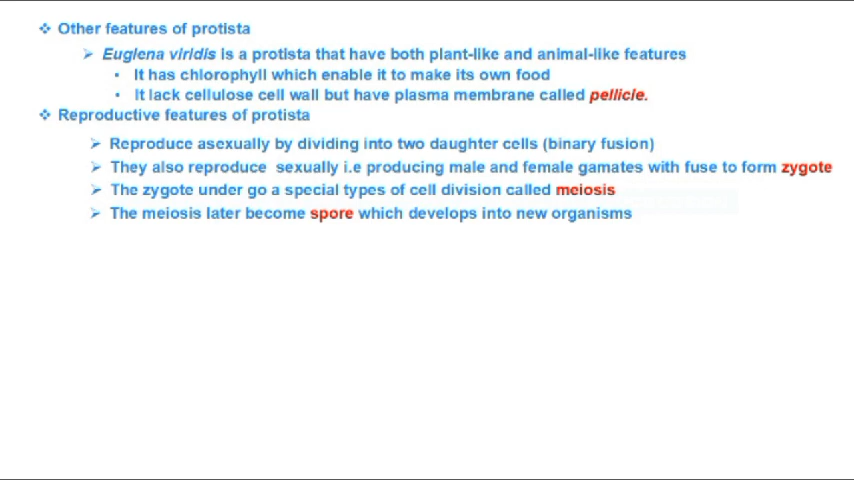 ❖ Other features of protista
➢ Euglena viridis is a protista that have both plant-like and animal-like features
• It has chlorophyll which enable it to make its own food
• It lack cellulose cell wall but have plasma membrane called pellicle.
❖ Reproductive features of protista
➢ Reproduce asexually by dividing into two daughter cells (binary fusion)
➢ They also reproduce sexually i.e producing male and female gamates with fuse to form zygote
➢ The zygote under go a special types of cell division called meiosis
➢ The meiosis later become spore which develops into new organisms